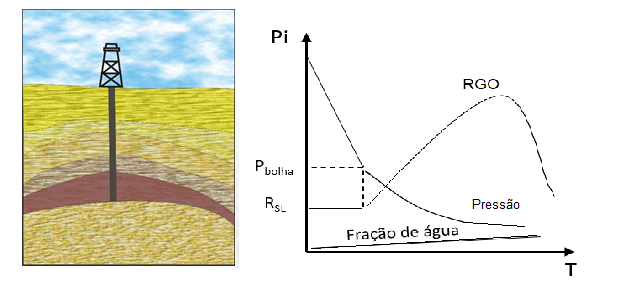 Pi
RGO
Pbolha
RSL
Pressão
Fração de água
T